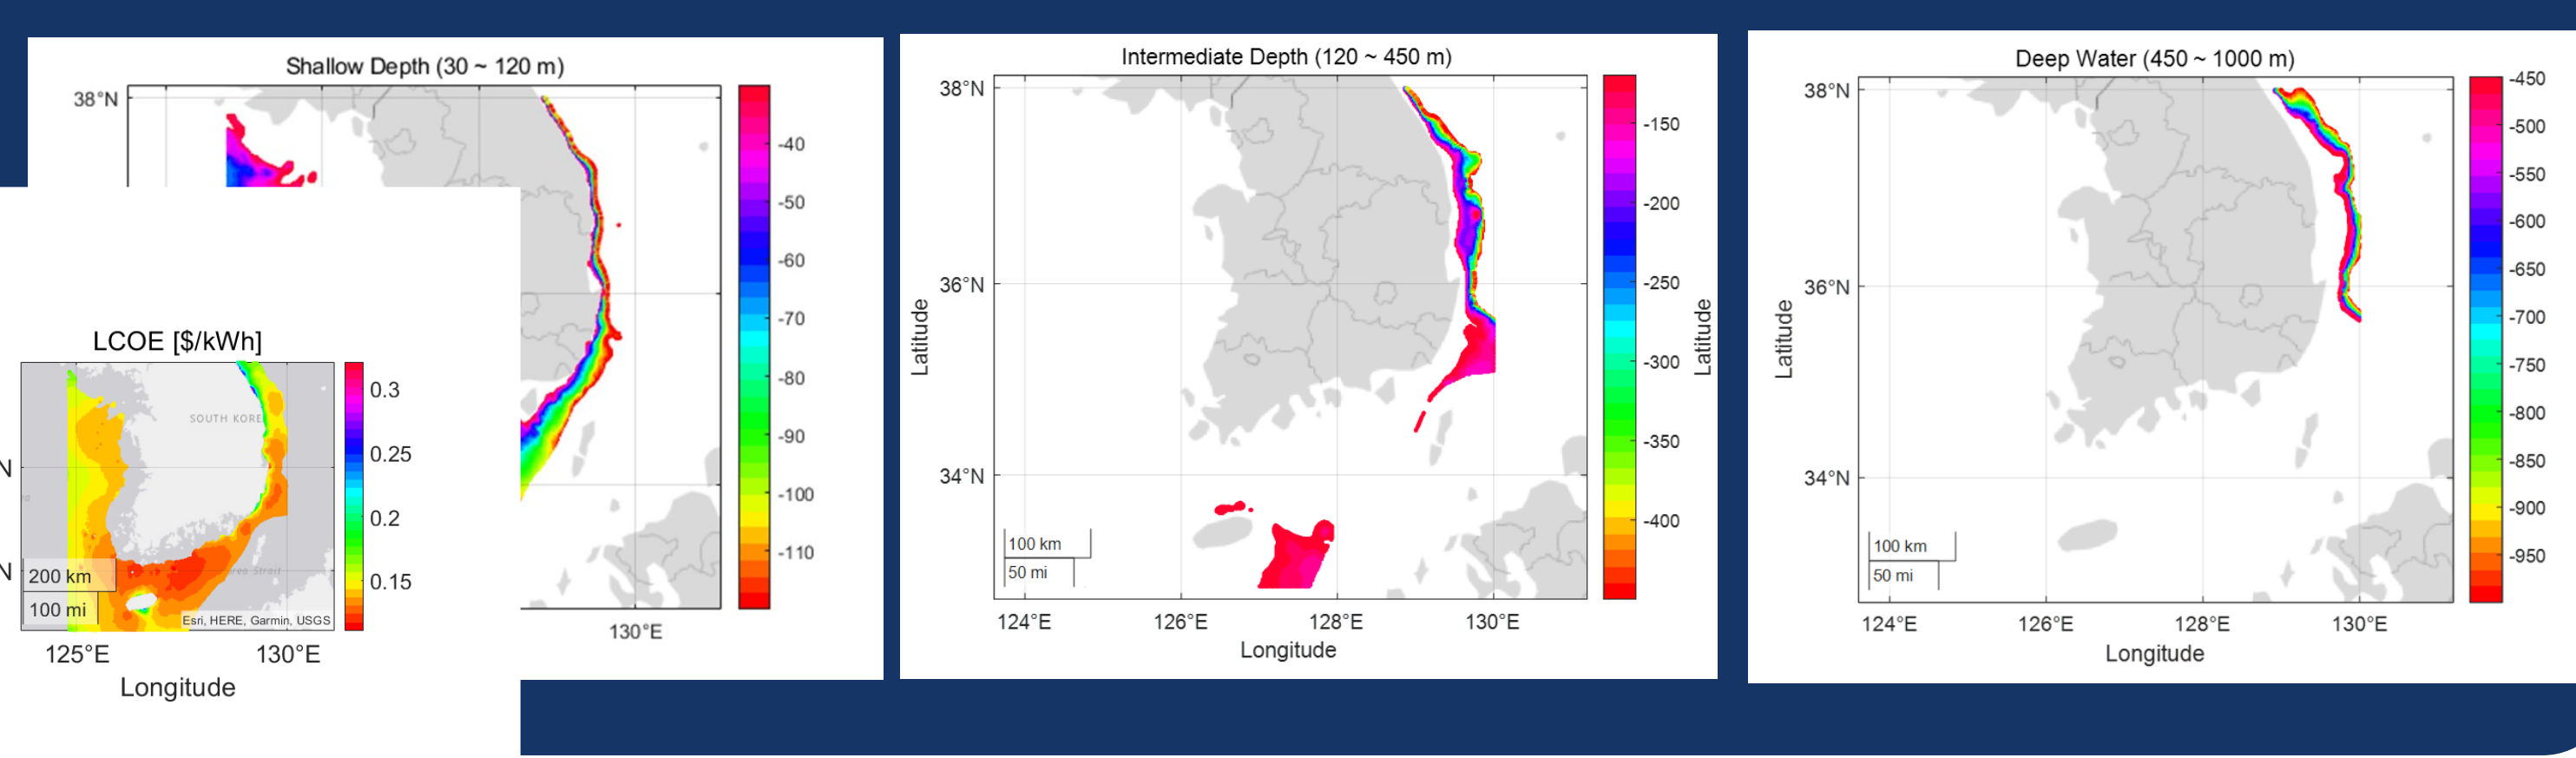 Shallow Depth (30 ~ 120 m)
38°N
-40
-50
-60
-70
-80
-90
-100
-110
130°E
LCOE [$/kWh]
SOUTH KORE
0.3
0.25
0.2
0.15
N
N
200 km
100 mi
Esri, HERE, Garmin, USGS
125°E 130°E
Longitude
Intermediate Depth (120 ~ 450 m)
38°N
36°N
34°N
Latitude
100 km
50 mi
124°E 126°E 128°E 130°E
Longitude
-150
-200
-250
-300
-350
-400
Latitude
Deep Water (450 ~ 1000 m)
38°N
36°N
34°N
Latitude
100 km
50 mi
124°E 126°E 128°E 130°E
Longitude
-450
-500
-550
-600
-650
-700
-750
-800
-850
-900
-950